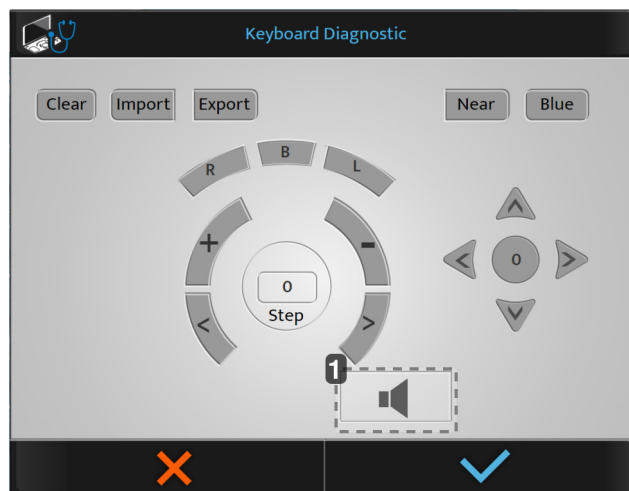 Keyboard Diagnostic
Clear Import Export Near Blue
R B L
+ -
0
0
< >
Step
1